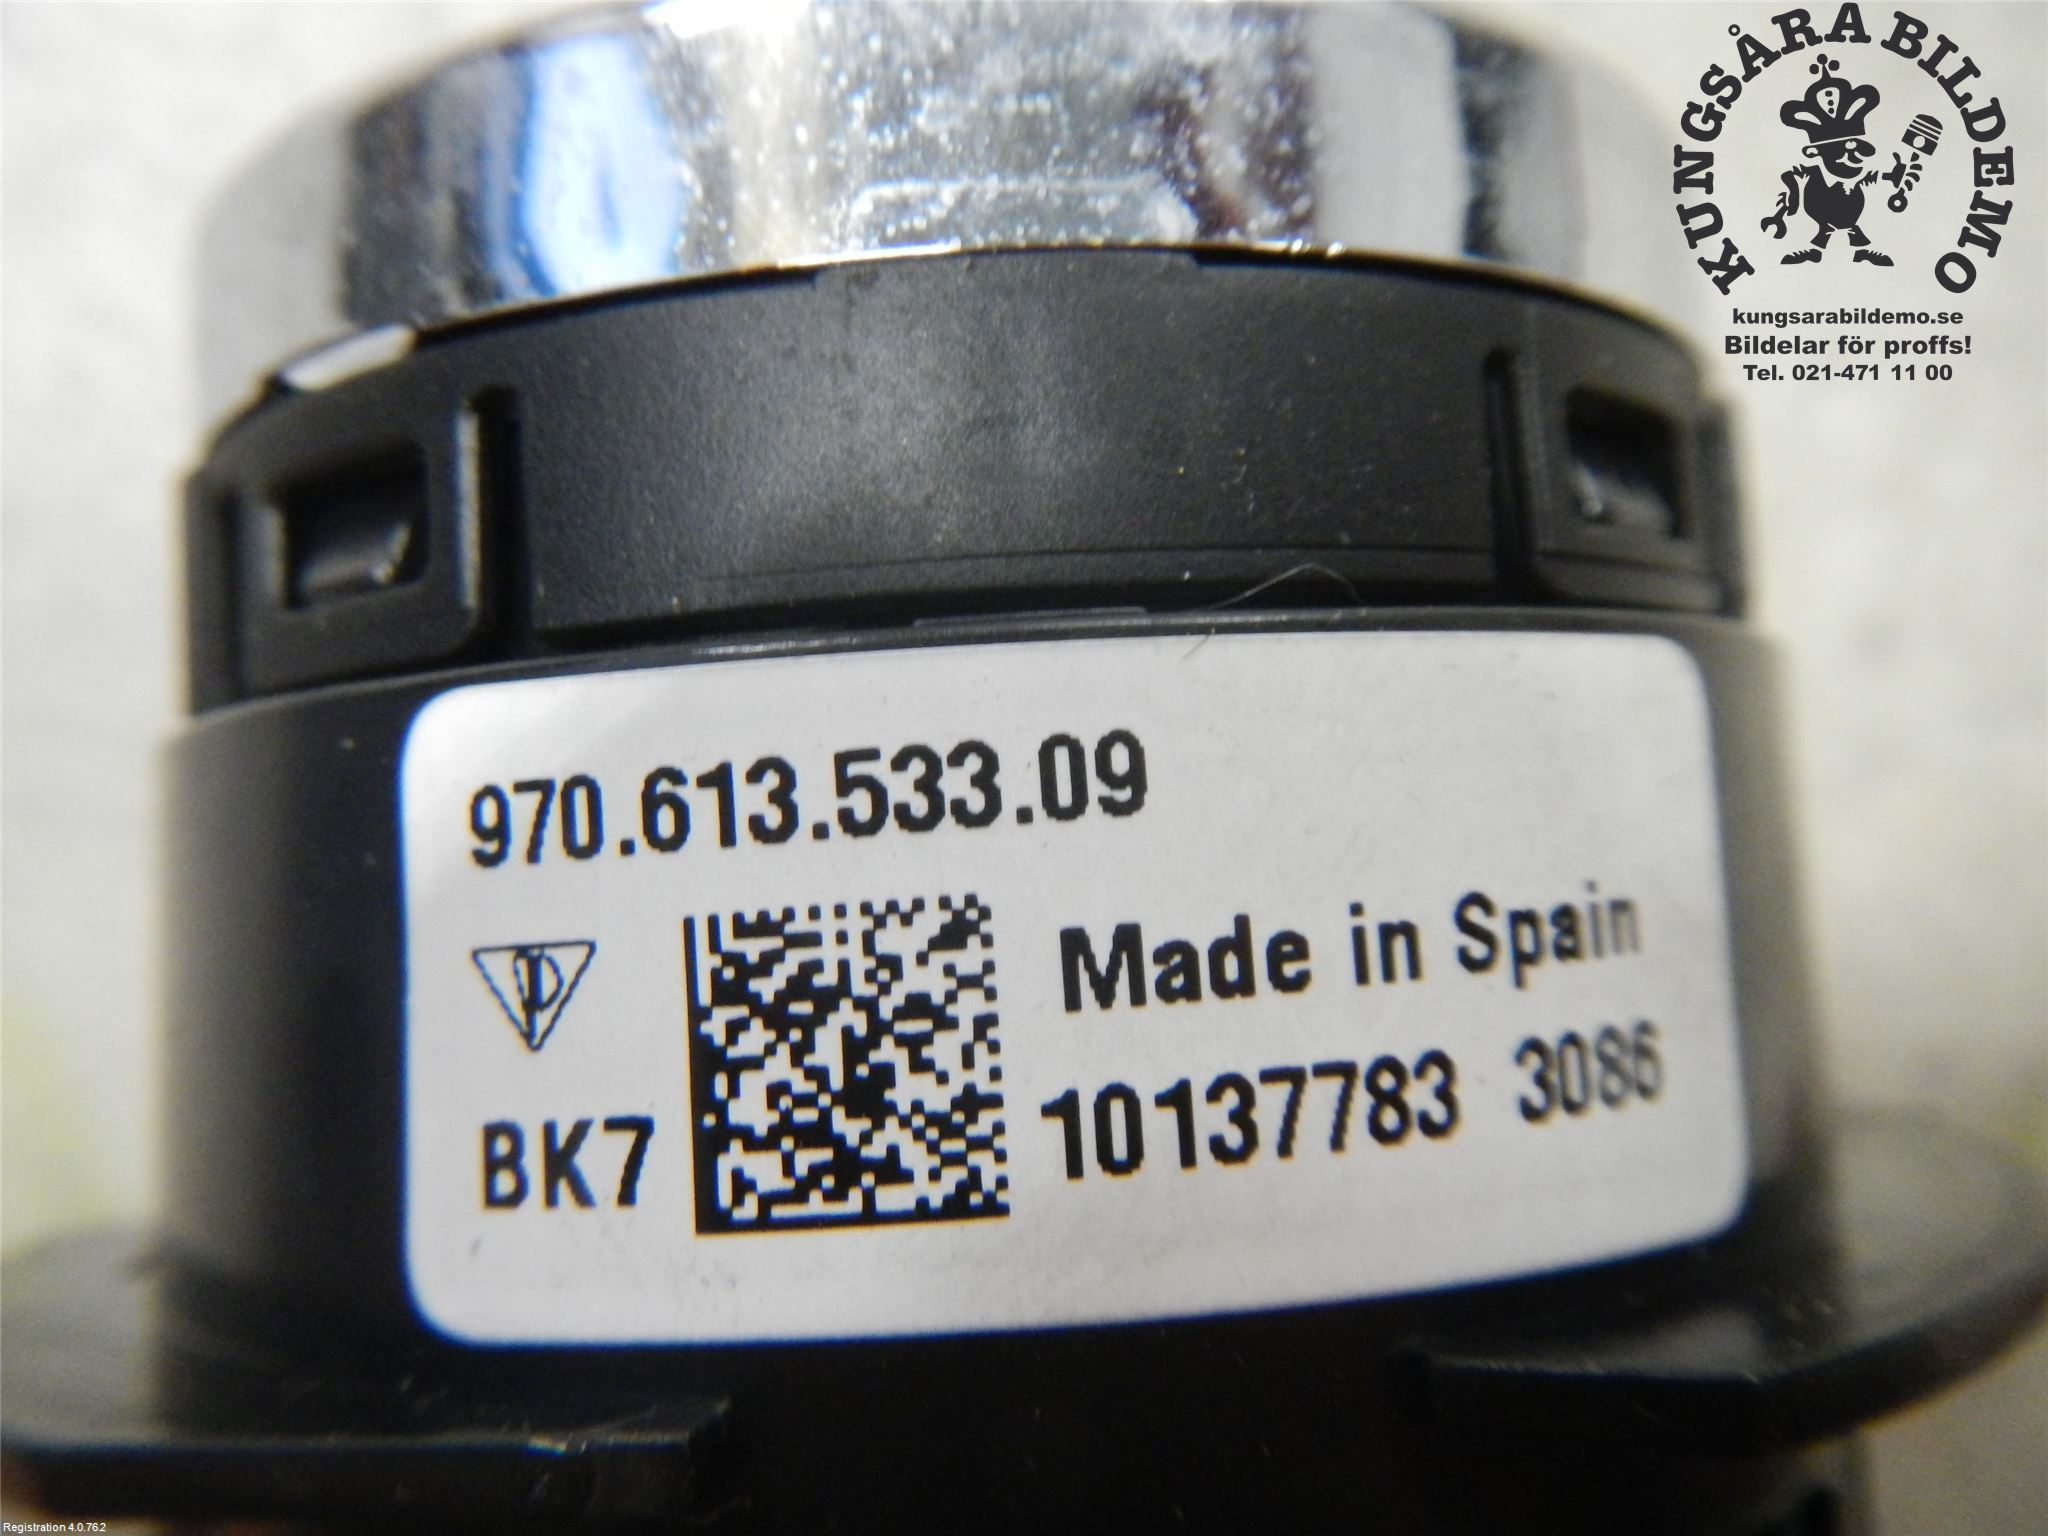 KUNGSÅRA BILDEMO
kungsarabildemo.se
Bildelar för proffs!
Tel. 021-471 11 00
970.613.533.09
Made in Spain
BK7
10137783 3086
Registration 4.0.762